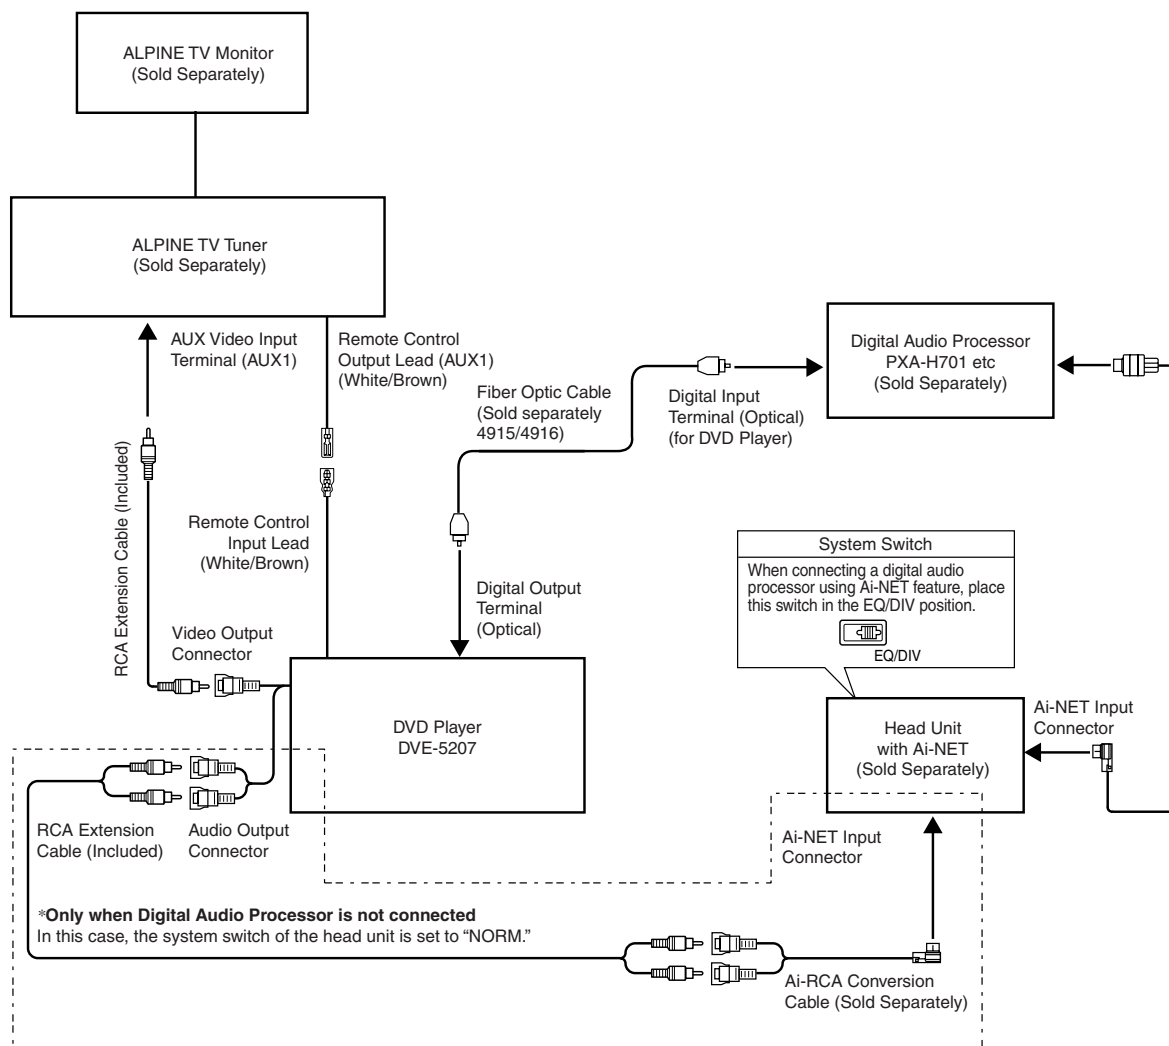 ALPINE TV Monitor
(Sold Separately)
ALPINE TV Tuner
(Sold Separately)
AUX Video Input
Terminal (AUX1)
Remote Control
Output Lead (AUX1)
(White/Brown)
Fiber Optic Cable
(Sold separately
4915/4916)
Digital Input
Terminal (Optical)
(for DVD Player)
Digital Audio Processor
PXA-H701 etc
(Sold Separately)
RCA Extension Cable (Included)
Remote Control
Input Lead
(White/Brown)
Digital Output
Terminal
(Optical)
System Switch
When connecting a digital audio
processor using Ai-NET feature, place
this switch in the EQ/DIV position.
EQ/DIV
Video Output
Connector
DVD Player
DVE-5207
Head Unit
with Ai-NET
(Sold Separately)
Ai-NET Input
Connector
RCA Extension
Cable (Included)
Audio Output
Connector
Ai-NET Input
Connector
*Only when Digital Audio Processor is not connected
In this case, the system switch of the head unit is set to “NORM.”
Ai-RCA Conversion
Cable (Sold Separately)